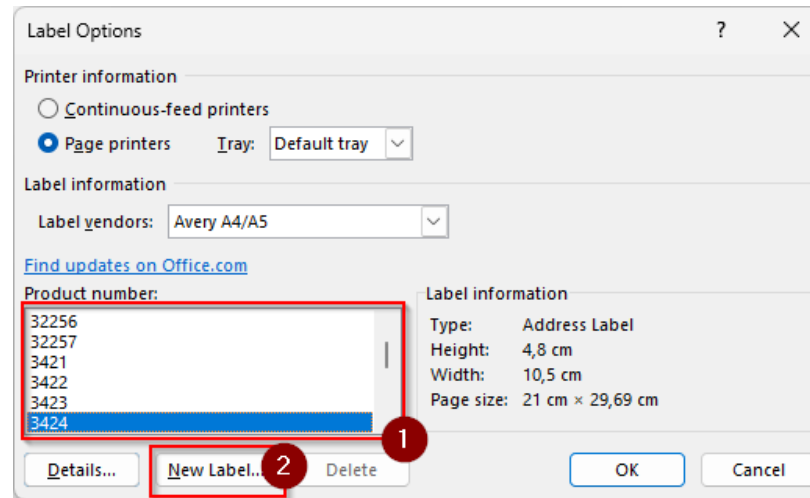 Label Options
?
Printer information
Continuous-feed printers
Page printers Tray: Default tray
Label information
Label vendors: Avery A4/A5
Find updates on Office.com
Product number:
32256
32257
3421
3422
3423
3424
1
Label information
Type: Address Label
Height: 4,8 cm
Width: 10,5 cm
Page size: 21 cm × 29,69 cm
Details... New Label... 2 Delete OK Cancel